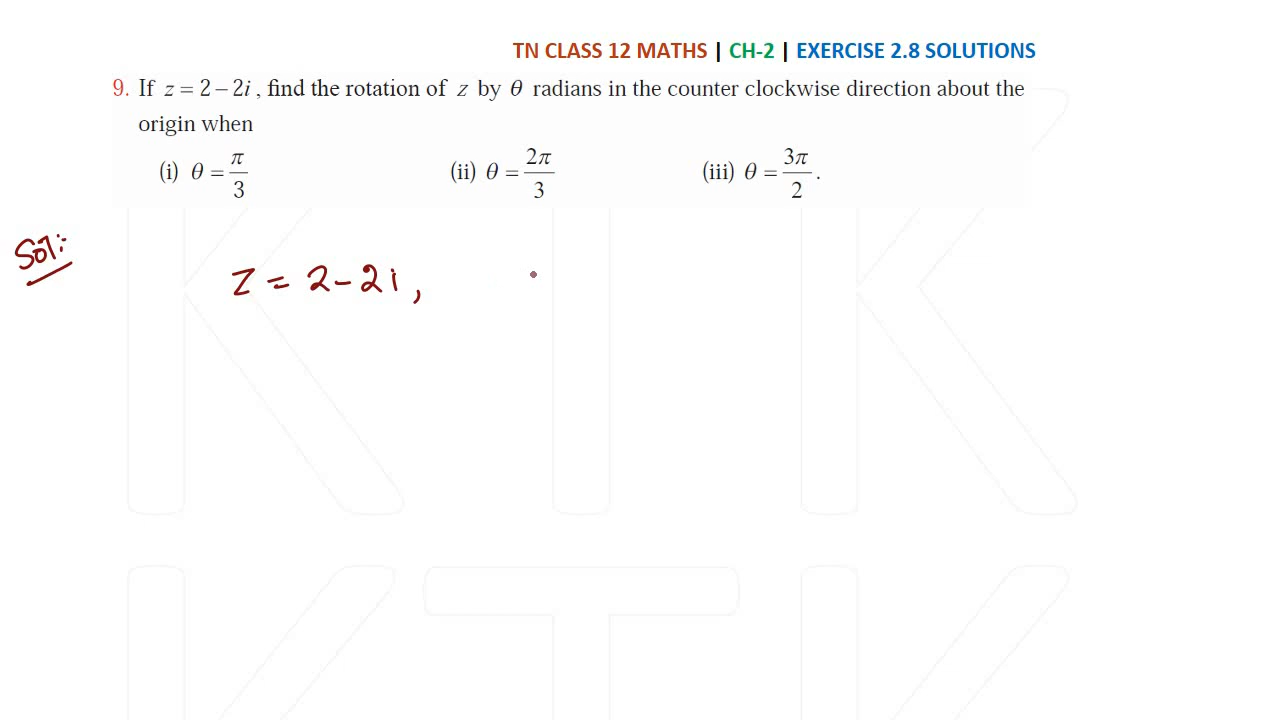 TN CLASS 12 MATHS | CH-2 | EXERCISE 2.8 SOLUTIONS
9. If z = 2 – 2i , find the rotation of z by θ radians in the counter clockwise direction about the
origin when
(i) θ = π/3 (ii) θ = 2π/3 (iii) θ = 3π/2 .
Sol:
z = 2 - 2i ,
KTK
KTK